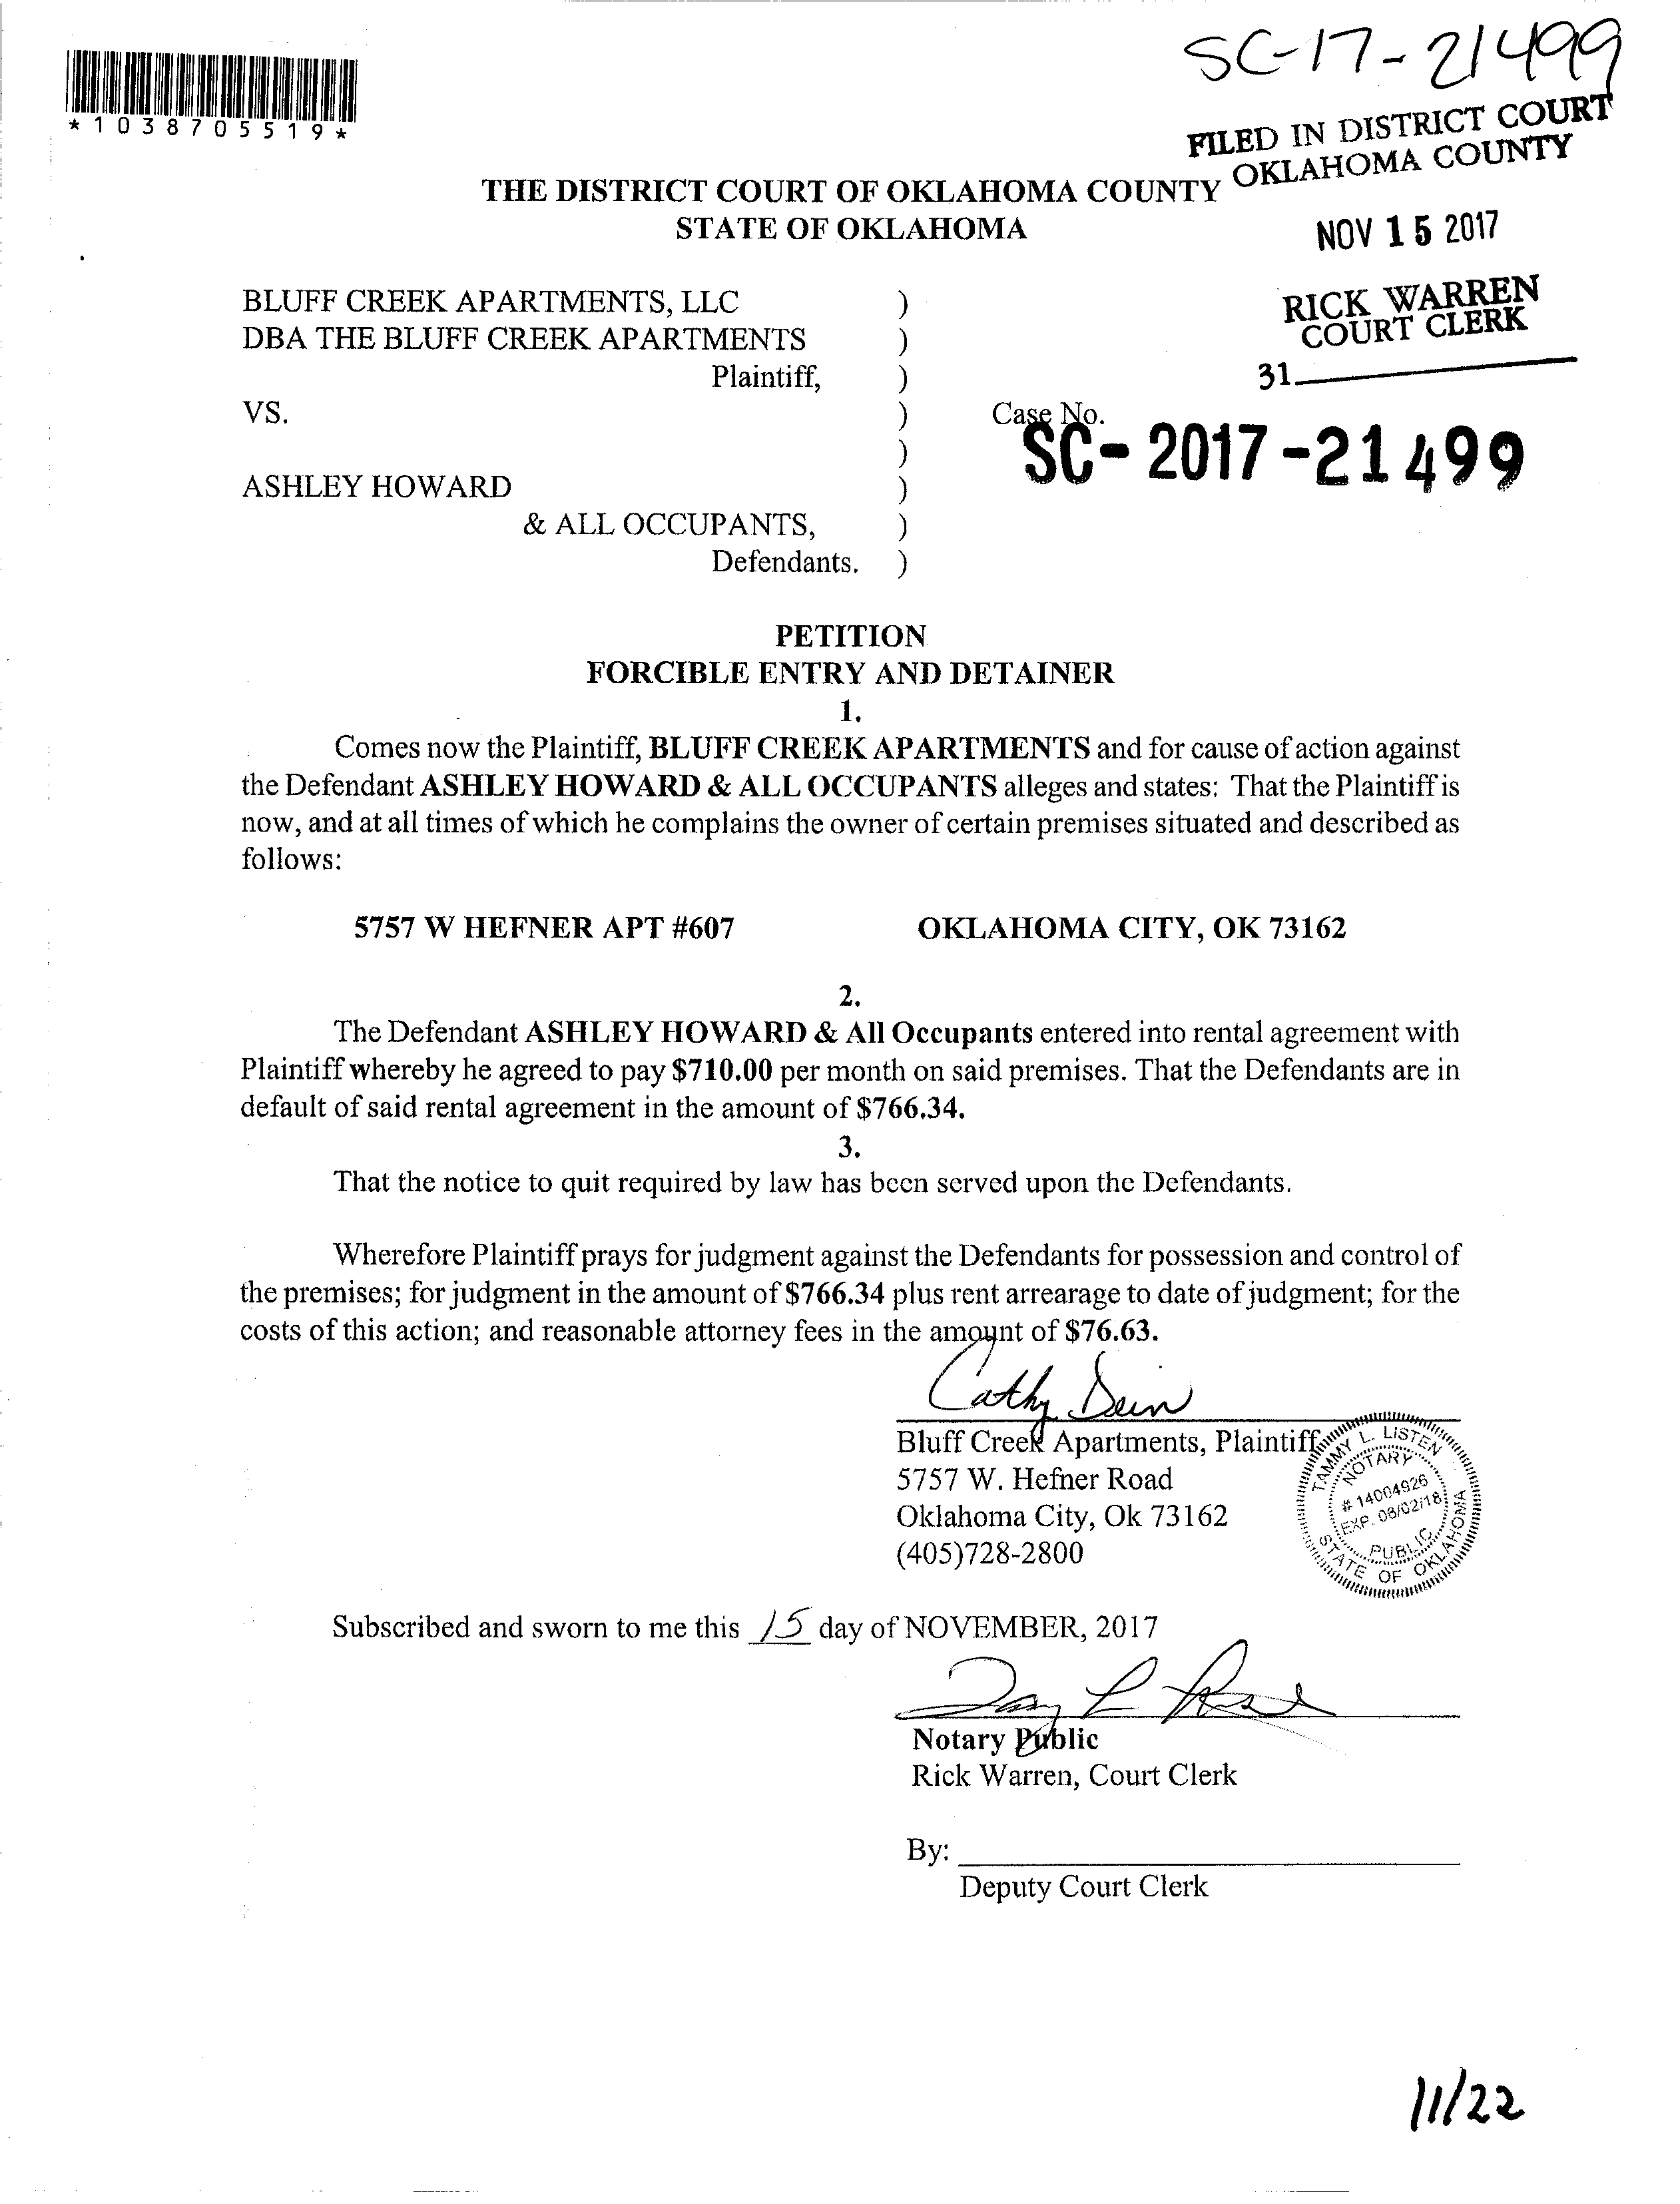 SC-17-21499
*1038705519*
FILED IN DISTRICT COURT
OKLAHOMA COUNTY
THE DISTRICT COURT OF OKLAHOMA COUNTY
STATE OF OKLAHOMA
NOV 15 2017
RICK WARREN
COURT CLERK
31
BLUFF CREEK APARTMENTS, LLC )
DBA THE BLUFF CREEK APARTMENTS )
Plaintiff, )
VS. ) Case No.
) SC-2017-21499
ASHLEY HOWARD )
& ALL OCCUPANTS, )
Defendants. )
PETITION
FORCIBLE ENTRY AND DETAINER
1.
Comes now the Plaintiff, BLUFF CREEK APARTMENTS and for cause of action against
the Defendant ASHLEY HOWARD & ALL OCCUPANTS alleges and states: That the Plaintiff is
now, and at all times of which he complains the owner of certain premises situated and described as
follows:
5757 W HEFNER APT #607 OKLAHOMA CITY, OK 73162
2.
The Defendant ASHLEY HOWARD & All Occupants entered into rental agreement with
Plaintiff whereby he agreed to pay $710.00 per month on said premises. That the Defendants are in
default of said rental agreement in the amount of $766.34.
3.
That the notice to quit required by law has been served upon the Defendants.
Wherefore Plaintiff prays for judgment against the Defendants for possession and control of
the premises; for judgment in the amount of $766.34 plus rent arrearage to date of judgment; for the
costs of this action; and reasonable attorney fees in the amount of $76.63.
Cathy
Bluff Creek Apartments, Plaintiff
5757 W. Hefner Road
Oklahoma City, Ok 73162
(405)728-2800
TAMMY L. LISTEN
NOTARY
# 14004926
EXP. 06/02/18
PUBLIC
STATE OF OKLAHOMA
Subscribed and sworn to me this 15 day of NOVEMBER, 2017
Notary Public
Rick Warren, Court Clerk
By:
Deputy Court Clerk
11/22